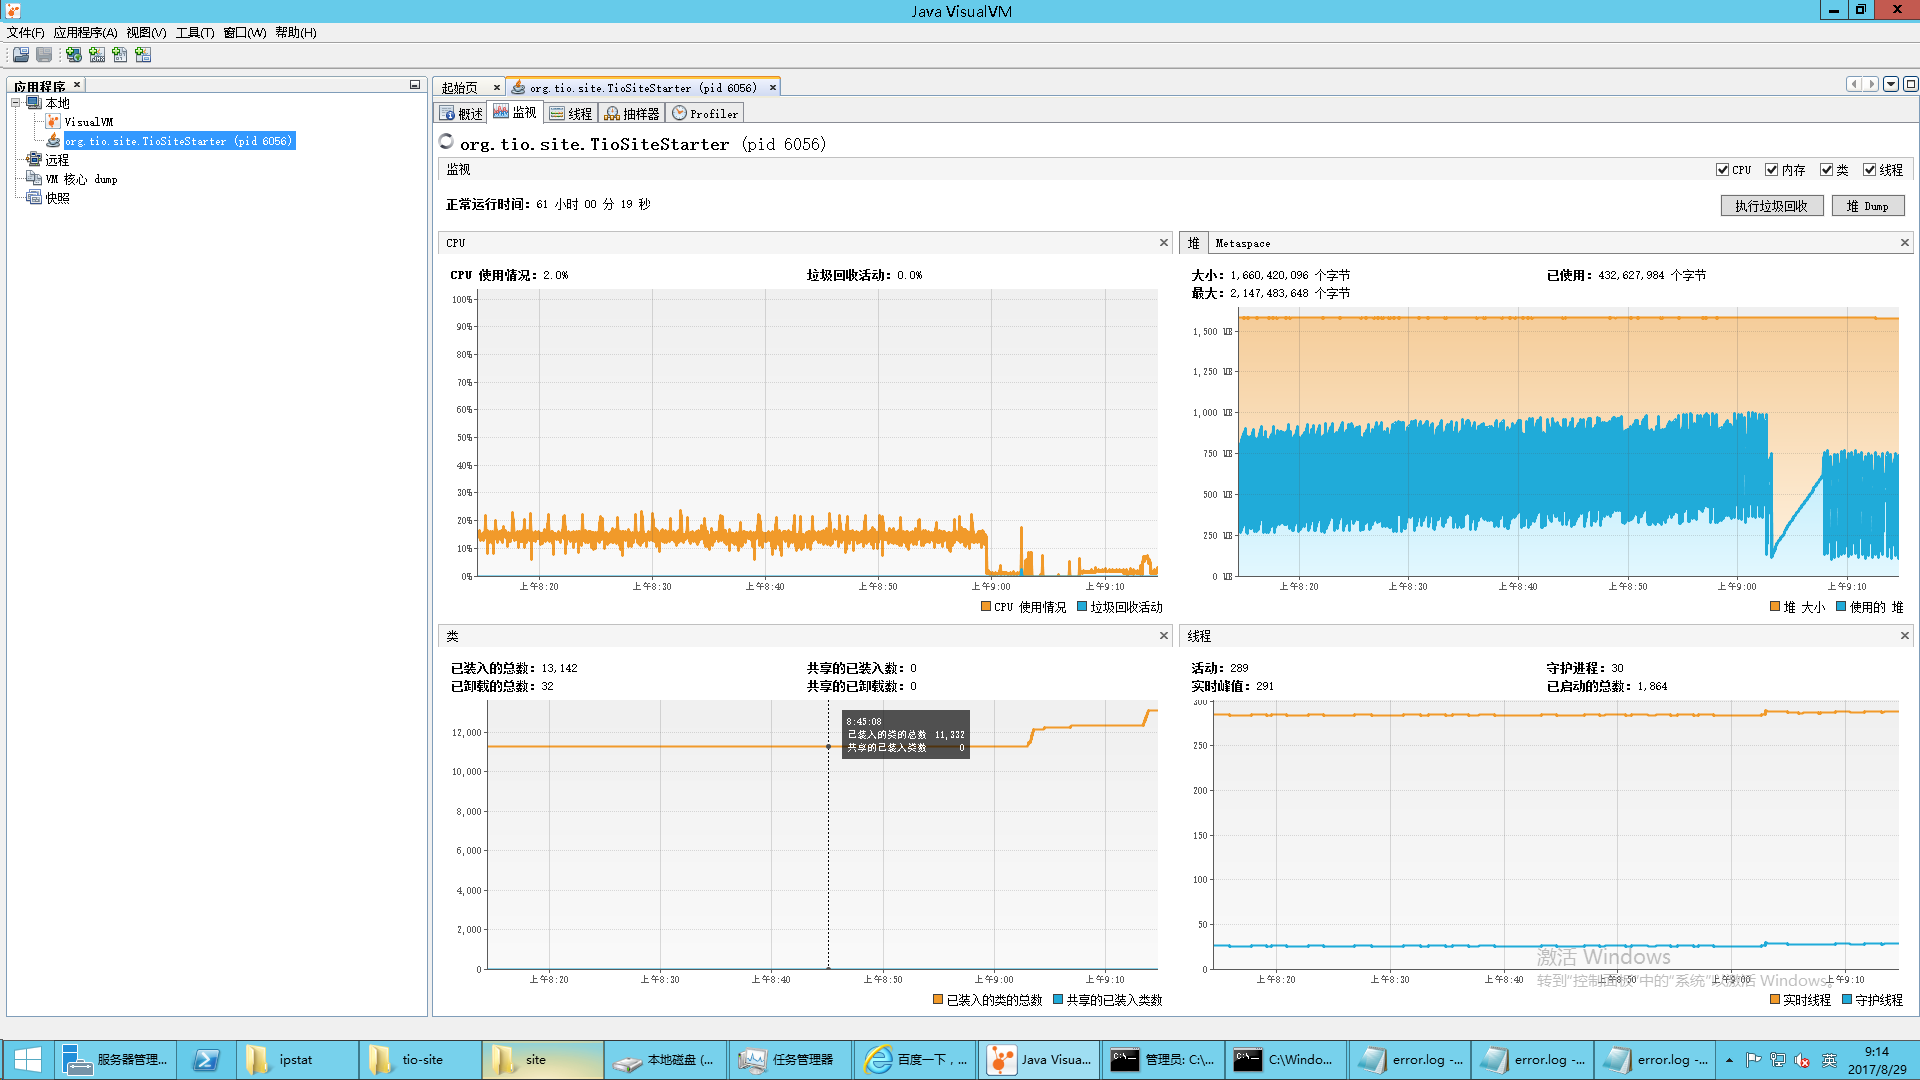 Java VisualVM
文件(F) 应用程序(A) 视图(V) 工具(T) 窗口(W) 帮助(H)
应用程序
本地
VisualVM
org.tio.site.TioSiteStarter (pid 6056)
远程
VM 核心 dump
快照
起始页
org.tio.site.TioSiteStarter (pid 6056)
概述 监视 线程 抽样器 Profiler
org.tio.site.TioSiteStarter (pid 6056)
监视
CPU 内存 类 线程
正常运行时间: 61 小时 00 分 19 秒
执行垃圾回收 堆 Dump
CPU
CPU 使用情况: 2.0% 垃圾回收活动: 0.0%
100%
90%
80%
70%
60%
50%
40%
30%
20%
10%
0%
上午8:20 上午8:30 上午8:40 上午8:50 上午9:00 上午9:10
CPU 使用情况 垃圾回收活动
堆 Metaspace
大小: 1,660,420,096 个字节 已使用: 432,627,984 个字节
最大: 2,147,483,648 个字节
1,500 MB
1,250 MB
1,000 MB
750 MB
500 MB
250 MB
0 MB
上午8:20 上午8:30 上午8:40 上午8:50 上午9:00 上午9:10
堆 大小 使用的 堆
类
已装入的总数: 13,142 共享的已装入数: 0
已卸载的总数: 32 共享的已卸载数: 0
12,000
10,000
8,000
6,000
4,000
2,000
0
8:45:08
已装入的类的总数 11,332
共享的已装入类数 0
上午8:20 上午8:30 上午8:40 上午8:50 上午9:00 上午9:10
已装入的类的总数 共享的已装入类数
线程
活动: 289 守护进程: 30
实时峰值: 291 已启动的总数: 1,864
300
250
200
150
100
50
0
上午8:20 上午8:30 上午8:40 上午8:50 上午9:00 上午9:10
实时线程 守护线程
激活 Windows
转到“控制面板”中的“系统”以激活 Windows。
服务器管理... ipstat tio-site site 本地磁盘 (... 任务管理器 百度一下，... Java Visua... 管理员: C:\... C:\Windo... error.log -... error.log -... error.log -... 英
9:14
2017/8/29